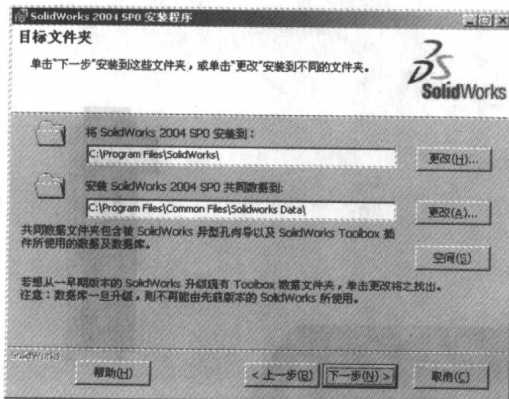 SolidWorks 2004 SP0 安装程序
目标文件夹
单击"下一步"安装到这些文件夹，或单击"更改"安装到不同的文件夹。
SolidWorks
将 SolidWorks 2004 SP0 安装到：
C:\Program Files\SolidWorks\
更改(H)...
安装 SolidWorks 2004 SP0 共同数据到:
C:\Program Files\Common Files\Solidworks Data\
更改(A)...
共同数据文件夹包含被 SolidWorks 异型孔向导以及 SolidWorks Toolbox 插
件所使用的数据及数据库。
空间(S)
若想从一早期版本的 SolidWorks 升级现有 Toolbox 数据文件夹，单击更改将之找出。
注意：数据库一旦升级，则不再能由先前版本的 SolidWorks 所使用。
SolidWorks
帮助(H)
< 上一步(B)
下一步(N) >
取消(C)